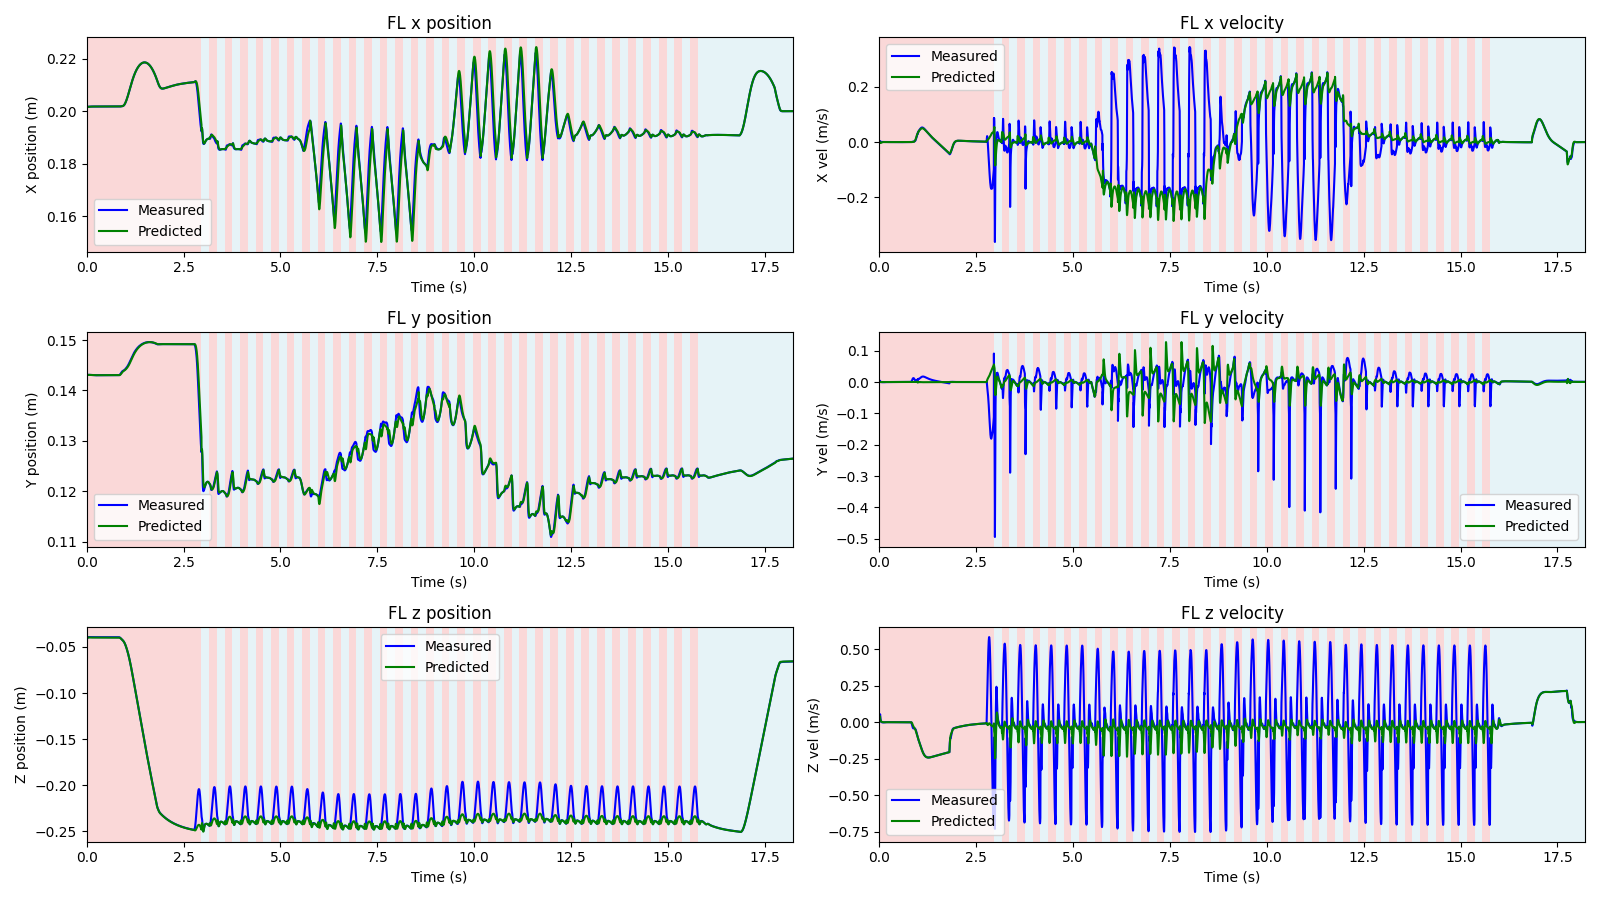 FL x position
X position (m)
0.22
0.20
0.18
0.16
Measured
Predicted
0.0 2.5 5.0 7.5 10.0 12.5 15.0 17.5
Time (s)
FL x velocity
X vel (m/s)
0.2
0.0
−0.2
Measured
Predicted
0.0 2.5 5.0 7.5 10.0 12.5 15.0 17.5
Time (s)
FL y position
Y position (m)
0.15
0.14
0.13
0.12
0.11
Measured
Predicted
0.0 2.5 5.0 7.5 10.0 12.5 15.0 17.5
Time (s)
FL y velocity
Y vel (m/s)
0.1
0.0
−0.1
−0.2
−0.3
−0.4
−0.5
Measured
Predicted
0.0 2.5 5.0 7.5 10.0 12.5 15.0 17.5
Time (s)
FL z position
Z position (m)
−0.05
−0.10
−0.15
−0.20
−0.25
Measured
Predicted
0.0 2.5 5.0 7.5 10.0 12.5 15.0 17.5
Time (s)
FL z velocity
Z vel (m/s)
0.50
0.25
0.00
−0.25
−0.50
−0.75
Measured
Predicted
0.0 2.5 5.0 7.5 10.0 12.5 15.0 17.5
Time (s)